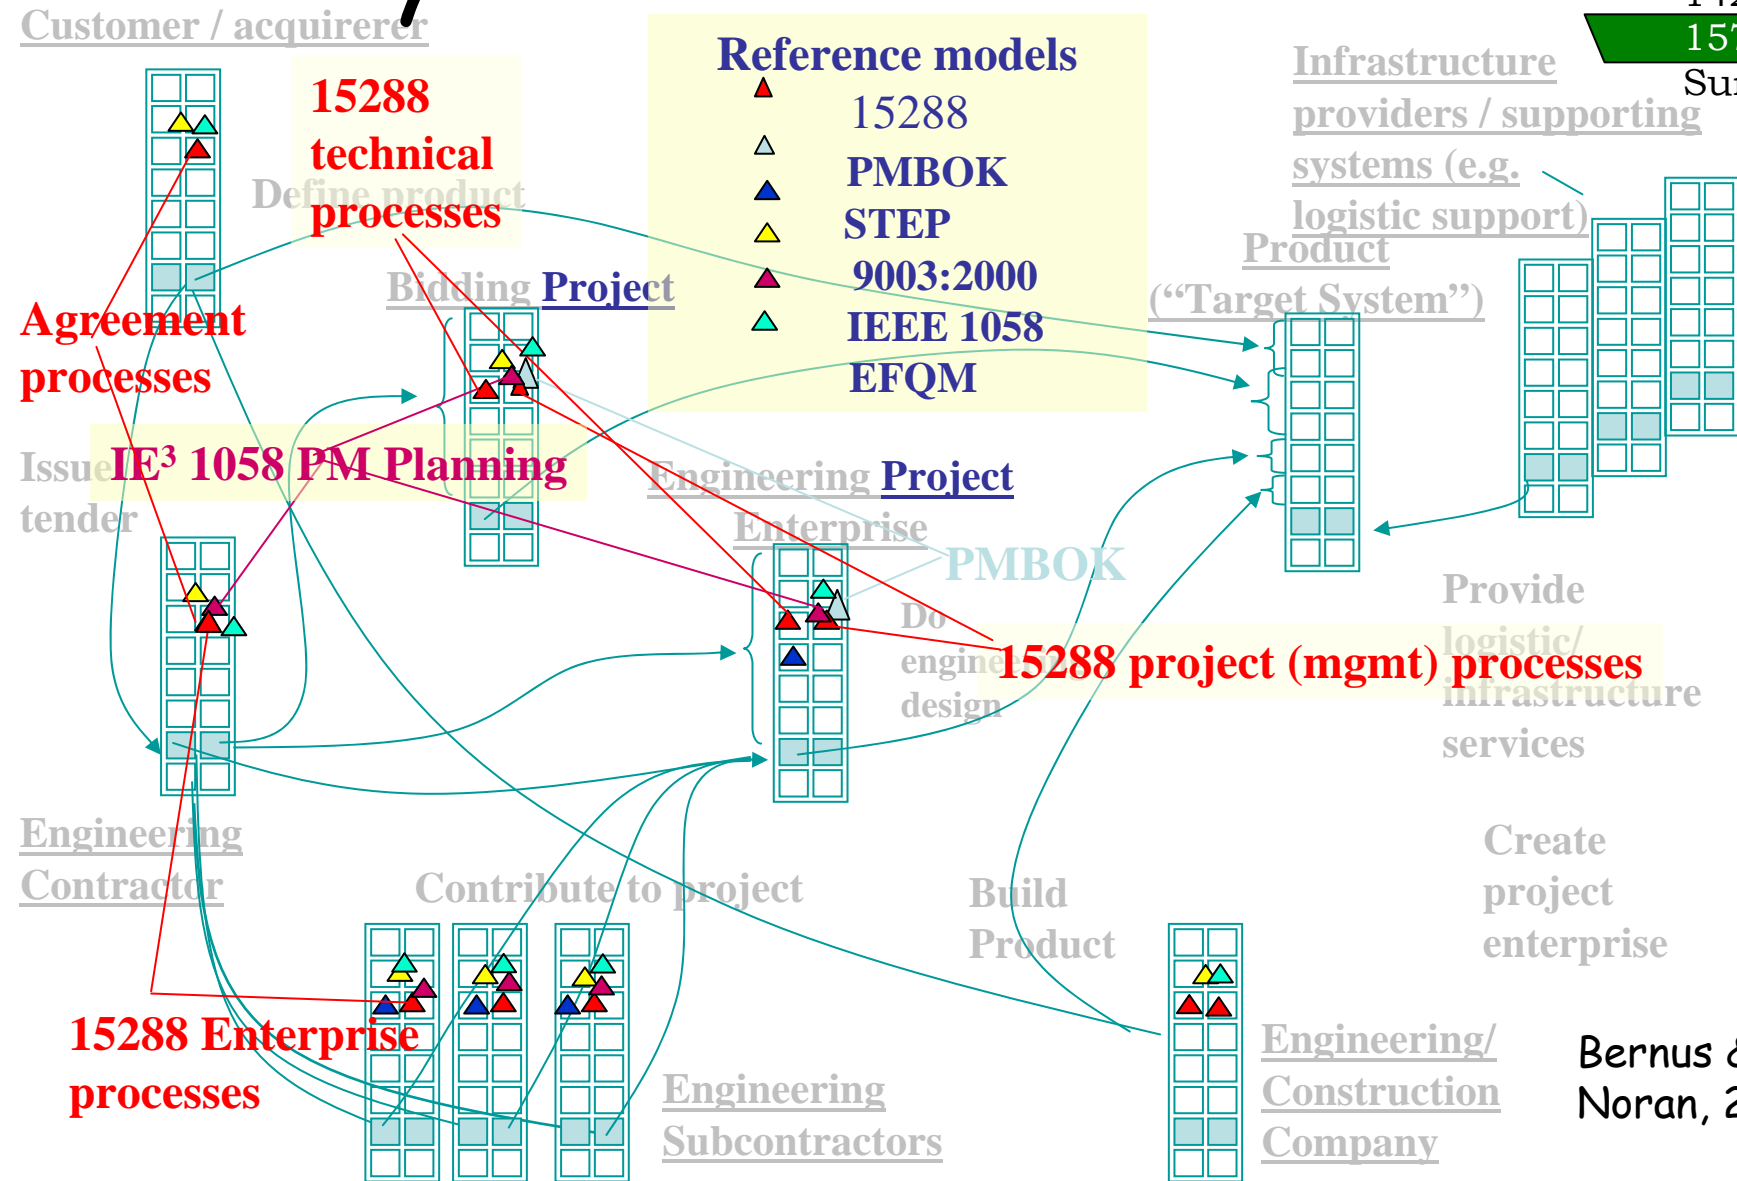 Customer / acquirerer
15288
technical
processes
Define product
Reference models
15288
PMBOK
STEP
9003:2000
IEEE 1058
EFQM
Infrastructure
providers / supporting
systems (e.g.
logistic support)
Product
(“Target System”)
Bidding Project
Agreement
processes
IE³ 1058 PM Planning
Issue
tender
Engineering Project
Enterprise
PMBOK
Do
engineering
design
15288 project (mgmt) processes
Provide
logistic/
infrastructure
services
Engineering
Contractor
Contribute to project
Build
Product
Create
project
enterprise
15288 Enterprise
processes
Engineering
Subcontractors
Engineering/
Construction
Company
Bernus &
Noran, 2